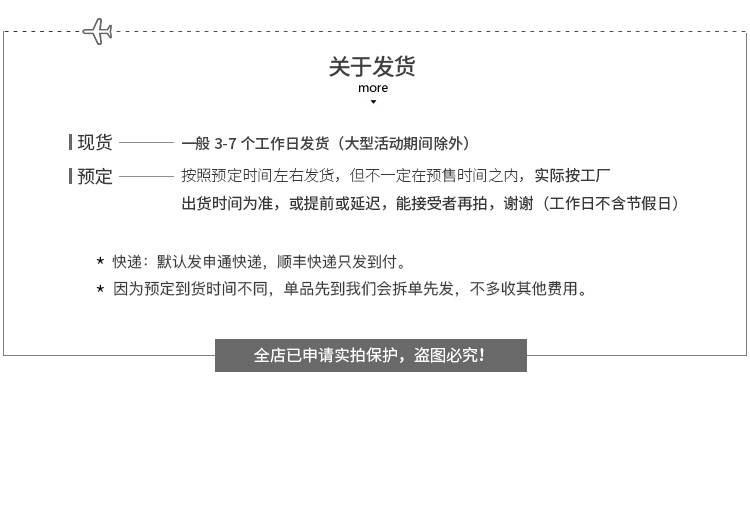 关于发货
more
现货 一般 3-7 个工作日发货（大型活动期间除外）
预定 按照预定时间左右发货，但不一定在预售时间之内，实际按工厂
出货时间为准，或提前或延迟，能接受者再拍，谢谢（工作日不含节假日）
* 快递：默认发申通快递，顺丰快递只发到付。
* 因为预定到货时间不同，单品先到我们会拆单先发，不多收其他费用。
全店已申请实拍保护，盗图必究！